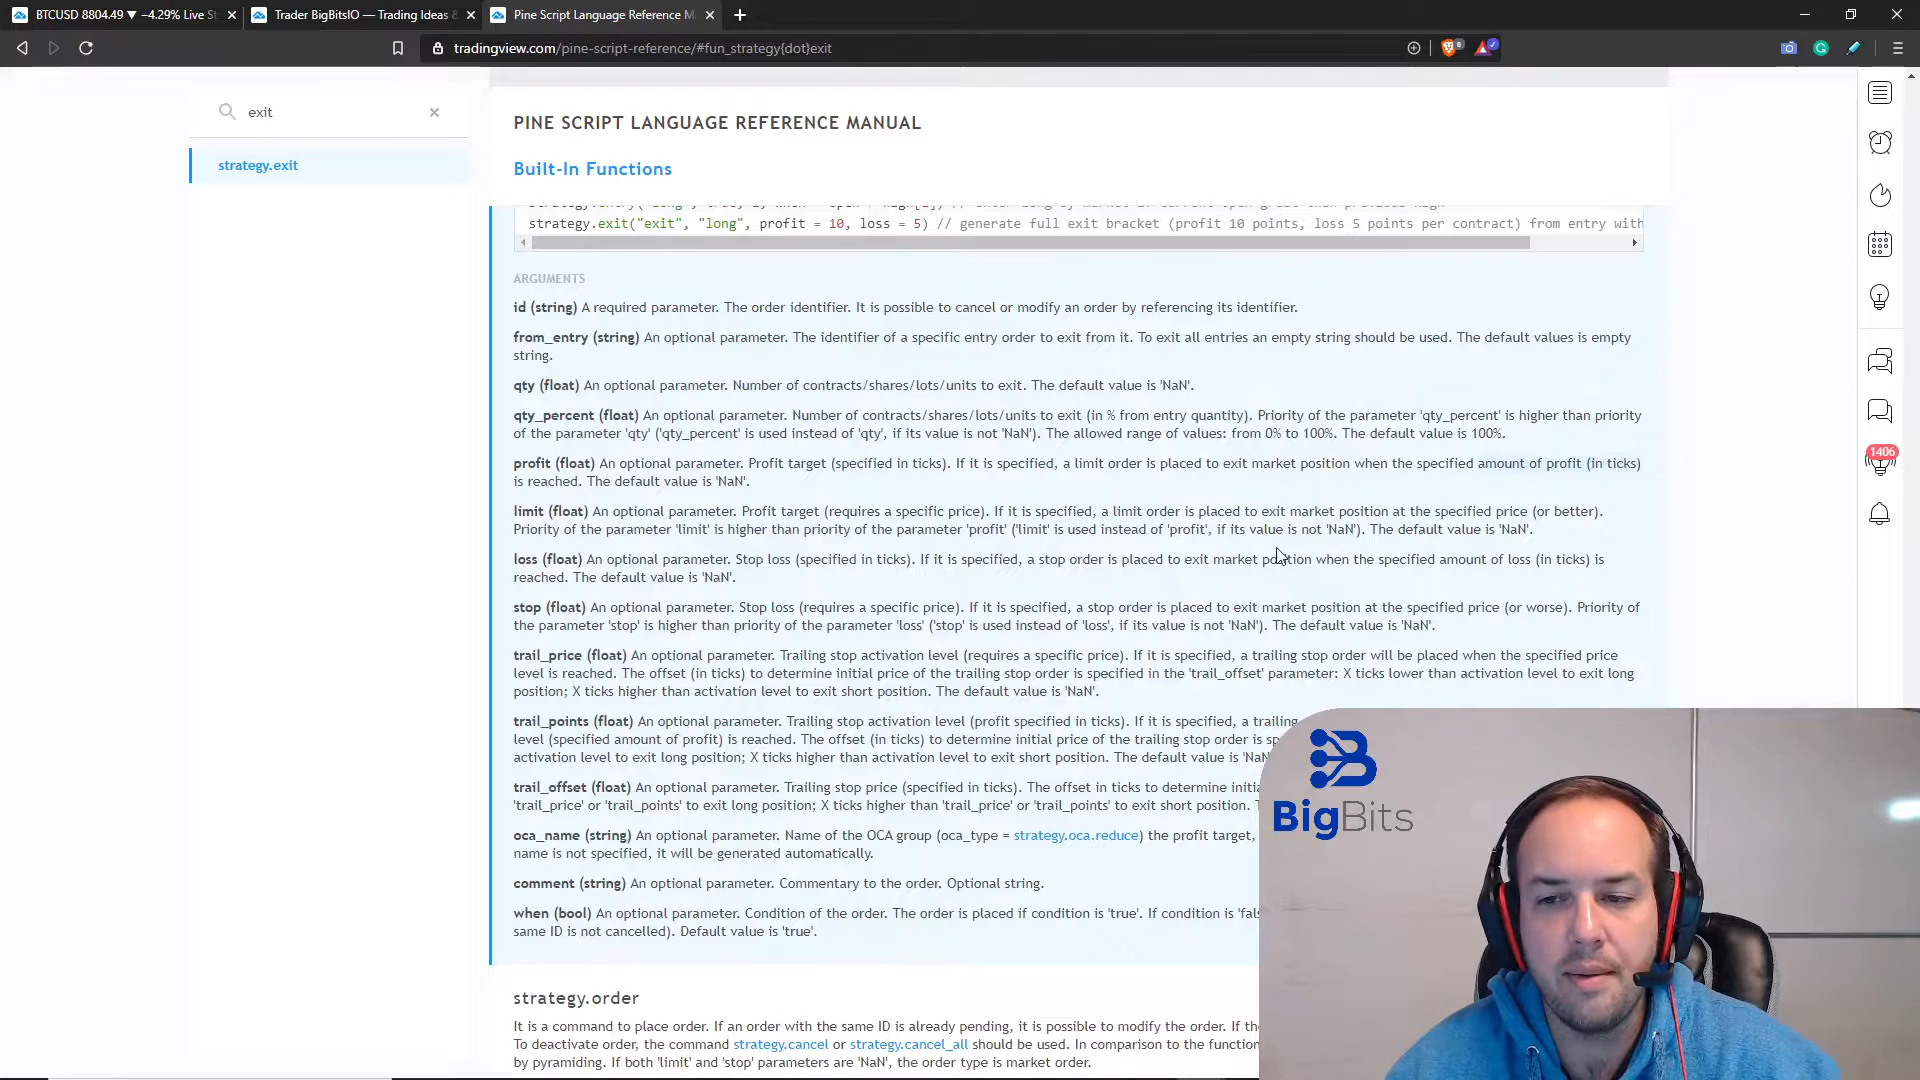 BTCUSD 8804.49 ▼ −4.29% Live S
Trader BigBitsIO — Trading Ideas &
Pine Script Language Reference M
tradingview.com/pine-script-reference/#fun_strategy{dot}exit
8
exit
strategy.exit
PINE SCRIPT LANGUAGE REFERENCE MANUAL
Built-In Functions
strategy.exit("exit", "long", profit = 10, loss = 5) // generate full exit bracket (profit 10 points, loss 5 points per contract) from entry with
ARGUMENTS
id (string) A required parameter. The order identifier. It is possible to cancel or modify an order by referencing its identifier.
from_entry (string) An optional parameter. The identifier of a specific entry order to exit from it. To exit all entries an empty string should be used. The default values is empty
string.
qty (float) An optional parameter. Number of contracts/shares/lots/units to exit. The default value is 'NaN'.
qty_percent (float) An optional parameter. Number of contracts/shares/lots/units to exit (in % from entry quantity). Priority of the parameter 'qty_percent' is higher than priority
of the parameter 'qty' ('qty_percent' is used instead of 'qty', if its value is not 'NaN'). The allowed range of values: from 0% to 100%. The default value is 100%.
profit (float) An optional parameter. Profit target (specified in ticks). If it is specified, a limit order is placed to exit market position when the specified amount of profit (in ticks)
is reached. The default value is 'NaN'.
limit (float) An optional parameter. Profit target (requires a specific price). If it is specified, a limit order is placed to exit market position at the specified price (or better).
Priority of the parameter 'limit' is higher than priority of the parameter 'profit' ('limit' is used instead of 'profit', if its value is not 'NaN'). The default value is 'NaN'.
loss (float) An optional parameter. Stop loss (specified in ticks). If it is specified, a stop order is placed to exit market position when the specified amount of loss (in ticks) is
reached. The default value is 'NaN'.
stop (float) An optional parameter. Stop loss (requires a specific price). If it is specified, a stop order is placed to exit market position at the specified price (or worse). Priority of
the parameter 'stop' is higher than priority of the parameter 'loss' ('stop' is used instead of 'loss', if its value is not 'NaN'). The default value is 'NaN'.
trail_price (float) An optional parameter. Trailing stop activation level (requires a specific price). If it is specified, a trailing stop order will be placed when the specified price
level is reached. The offset (in ticks) to determine initial price of the trailing stop order is specified in the 'trail_offset' parameter: X ticks lower than activation level to exit long
position; X ticks higher than activation level to exit short position. The default value is 'NaN'.
trail_points (float) An optional parameter. Trailing stop activation level (profit specified in ticks). If it is specified, a trailing
level (specified amount of profit) is reached. The offset (in ticks) to determine initial price of the trailing stop order is sp
activation level to exit long position; X ticks higher than activation level to exit short position. The default value is 'NaN
trail_offset (float) An optional parameter. Trailing stop price (specified in ticks). The offset in ticks to determine initia
'trail_price' or 'trail_points' to exit long position; X ticks higher than 'trail_price' or 'trail_points' to exit short position.
oca_name (string) An optional parameter. Name of the OCA group (oca_type = strategy.oca.reduce) the profit target,
name is not specified, it will be generated automatically.
comment (string) An optional parameter. Commentary to the order. Optional string.
when (bool) An optional parameter. Condition of the order. The order is placed if condition is 'true'. If condition is 'fals
same ID is not cancelled). Default value is 'true'.
strategy.order
It is a command to place order. If an order with the same ID is already pending, it is possible to modify the order. If the
To deactivate order, the command strategy.cancel or strategy.cancel_all should be used. In comparison to the function
by pyramiding. If both 'limit' and 'stop' parameters are 'NaN', the order type is market order.
1406
BigBits